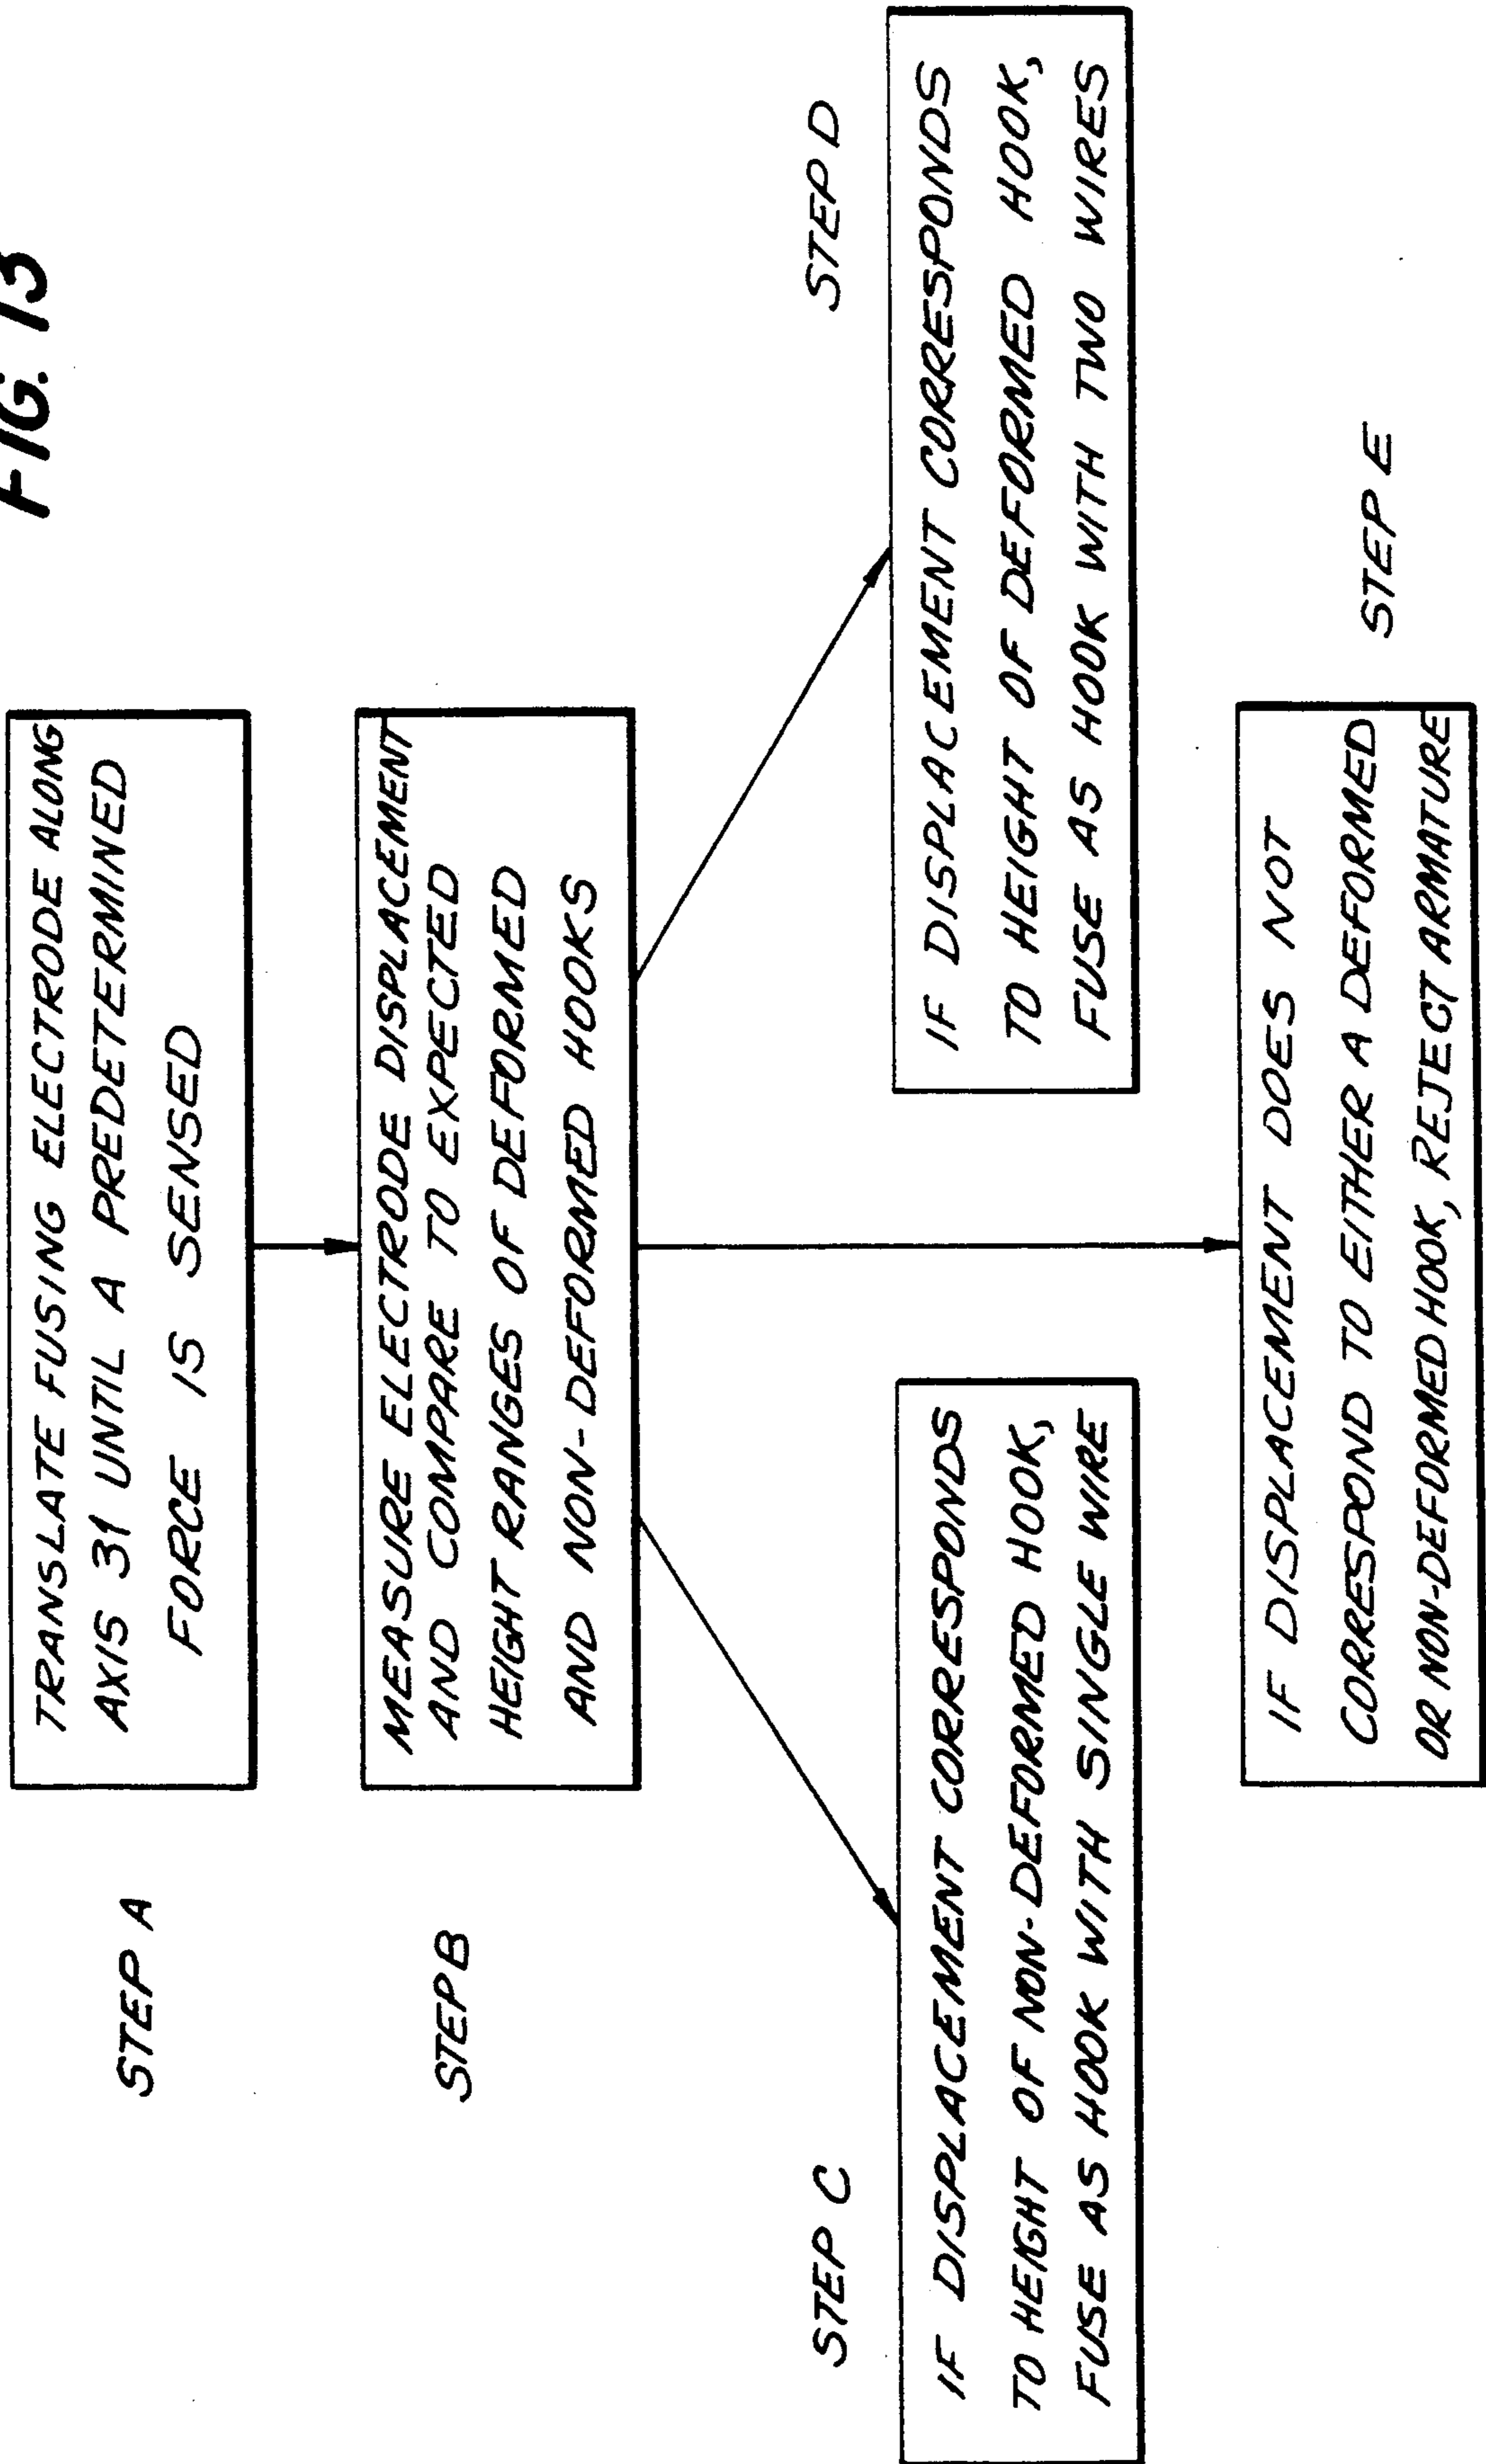 FIG. 13
STEP A
TRANSLATE FUSING ELECTRODE ALONG
AXIS 31 UNTIL A PREDETERMINED
FORCE IS SENSED
STEP B
MEASURE ELECTRODE DISPLACEMENT
AND COMPARE TO EXPECTED
HEIGHT RANGES OF DEFORMED
AND NON-DEFORMED HOOKS
STEP C
IF DISPLACEMENT CORRESPONDS
TO HEIGHT OF NON-DEFORMED HOOK,
FUSE AS HOOK WITH SINGLE WIRE
STEP D
IF DISPLACEMENT CORRESPONDS
TO HEIGHT OF DEFORMED HOOK,
FUSE AS HOOK WITH TWO WIRES
STEP E
IF DISPLACEMENT DOES NOT
CORRESPOND TO EITHER A DEFORMED
OR NON-DEFORMED HOOK, REJECT ARMATURE